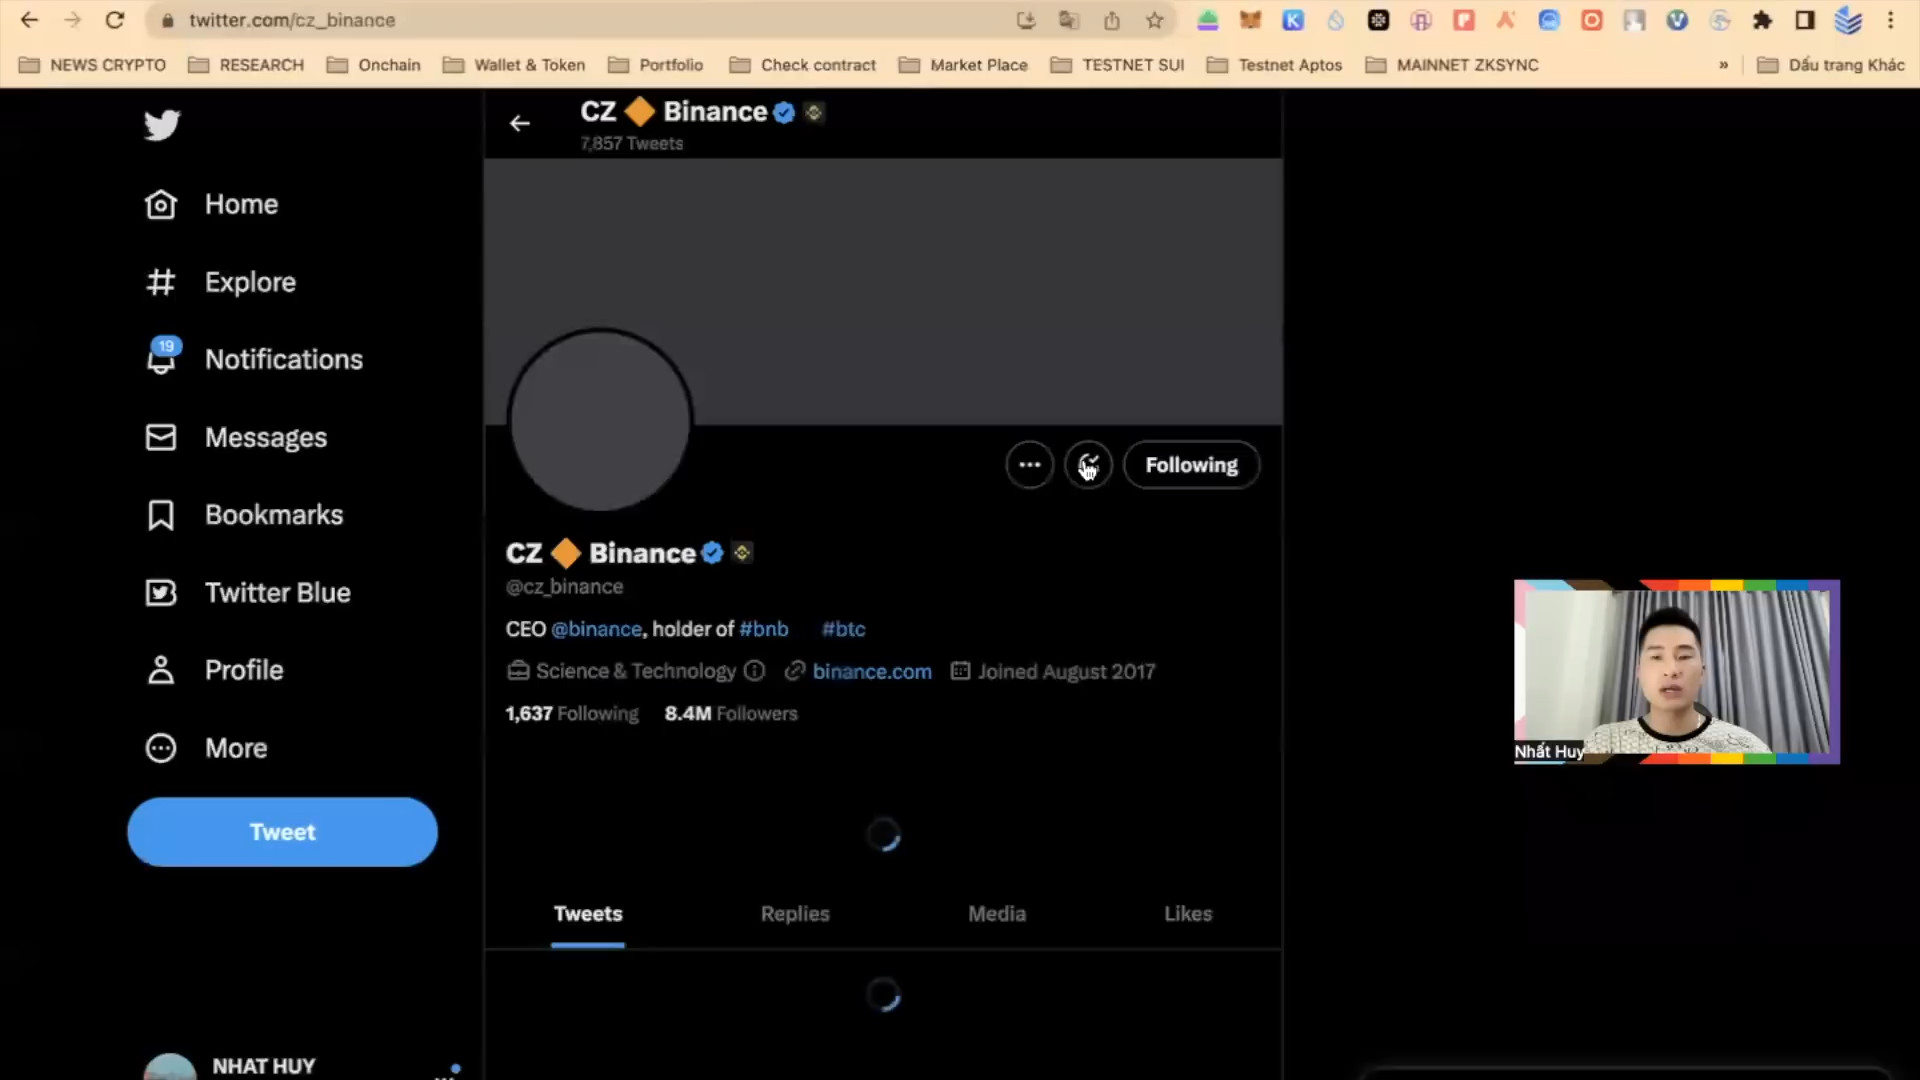 twitter.com/cz_binance
NEWS CRYPTO RESEARCH Onchain Wallet & Token Portfolio Check contract Market Place TESTNET SUI Testnet Aptos MAINNET ZKSYNC » Dấu trang Khác
CZ 🔶 Binance
7,857 Tweets
Home
Explore
19
Notifications
Messages
Bookmarks
Twitter Blue
Profile
More
Tweet
NHAT HUY
Following
CZ 🔶 Binance
@cz_binance
CEO @binance, holder of #bnb #btc
Science & Technology binance.com Joined August 2017
1,637 Following 8.4M Followers
Tweets Replies Media Likes
Nhất Huy